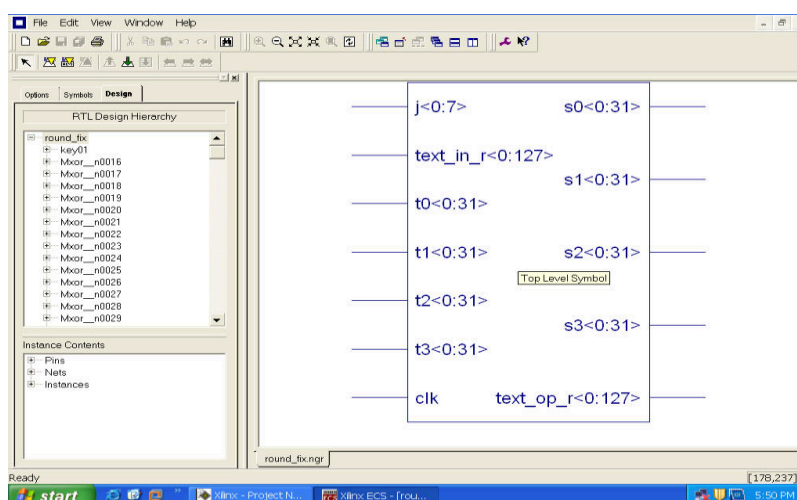 File Edit View Window Help
Options Symbols Design
RTL Design Hierarchy
round_fix
key01
Mxor__n0016
Mxor__n0017
Mxor__n0018
Mxor__n0019
Mxor__n0020
Mxor__n0021
Mxor__n0022
Mxor__n0023
Mxor__n0024
Mxor__n0025
Mxor__n0026
Mxor__n0027
Mxor__n0028
Mxor__n0029
Instance Contents
Pins
Nets
Instances
j<0:7> s0<0:31>
text_in_r<0:127>
s1<0:31>
t0<0:31>
t1<0:31> s2<0:31>
Top Level Symbol
t2<0:31>
s3<0:31>
t3<0:31>
clk text_op_r<0:127>
round_fix.ngr
Ready [178,237]
start Xilinx - Project N... Xilinx ECS - [rou... 5:50 PM